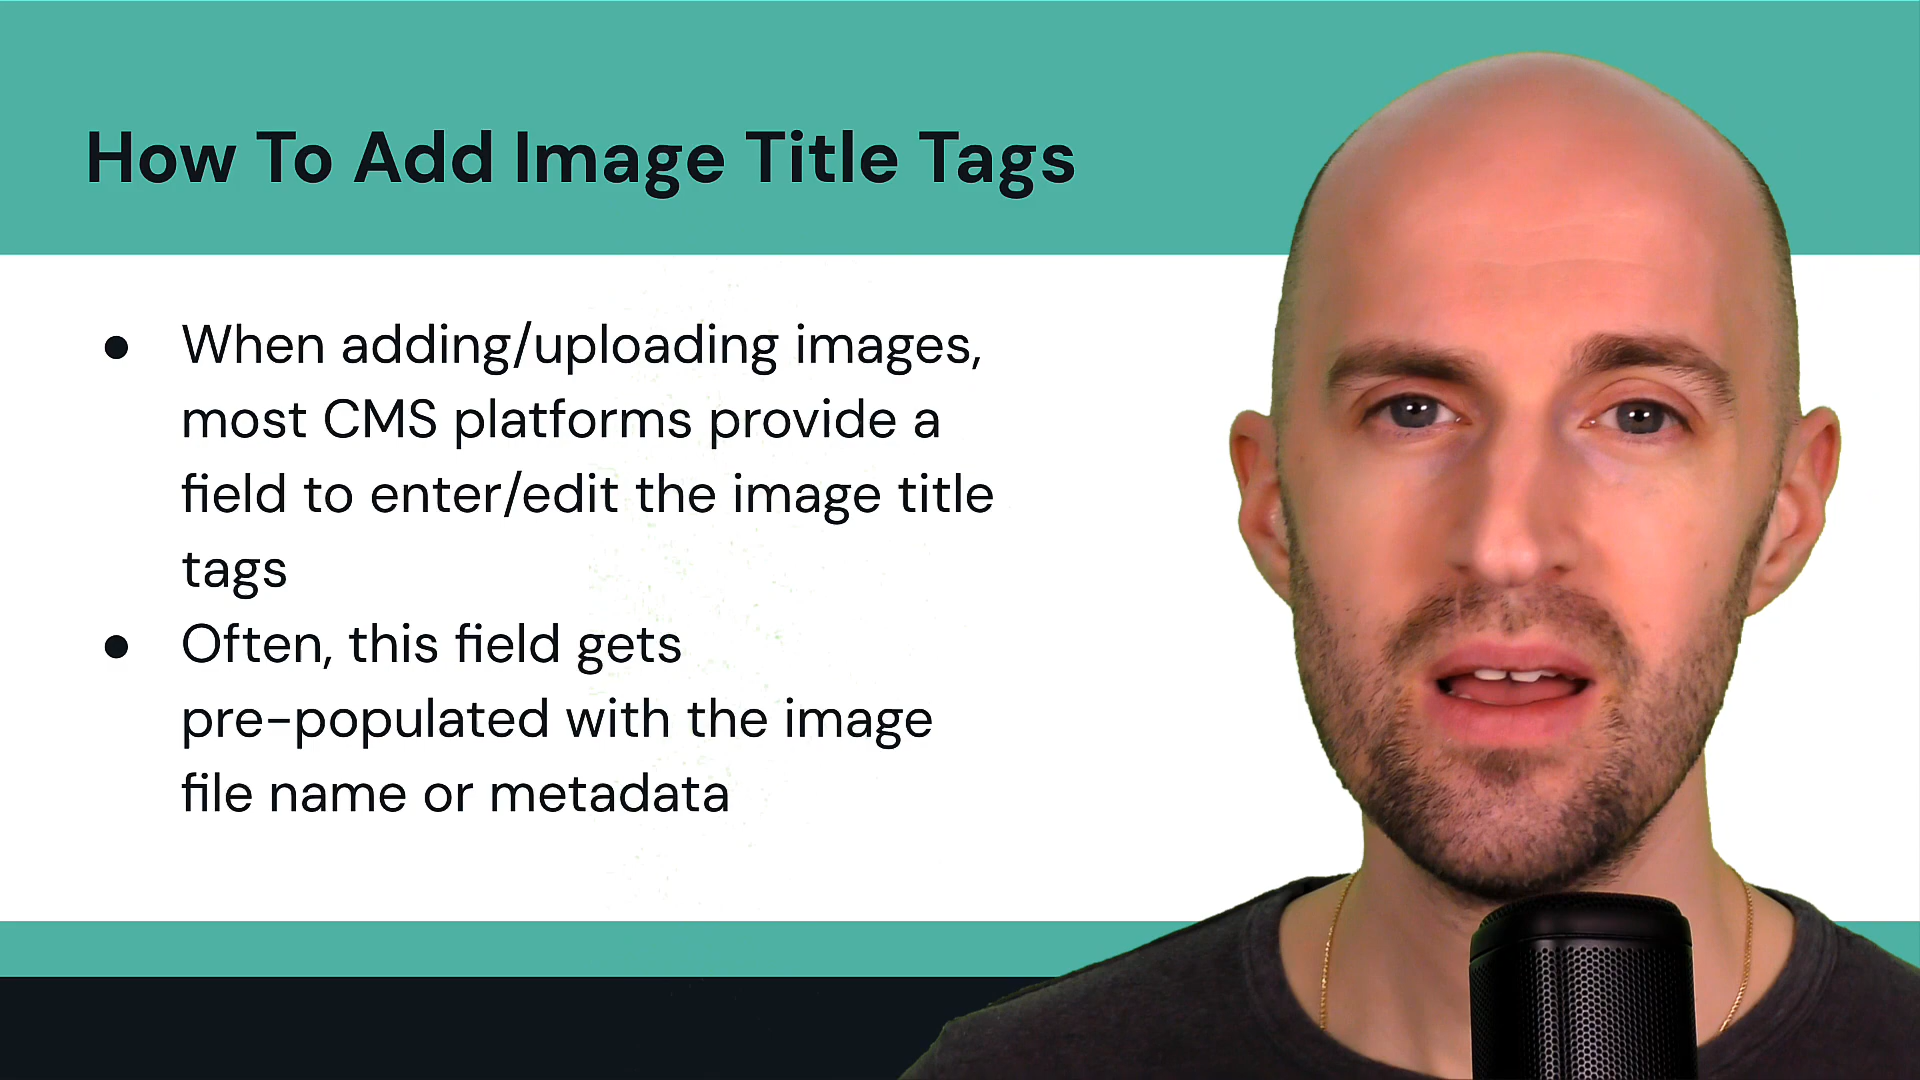 How To Add Image Title Tags
● When adding/uploading images,
most CMS platforms provide a
field to enter/edit the image title
tags
● Often, this field gets
pre-populated with the image
file name or metadata